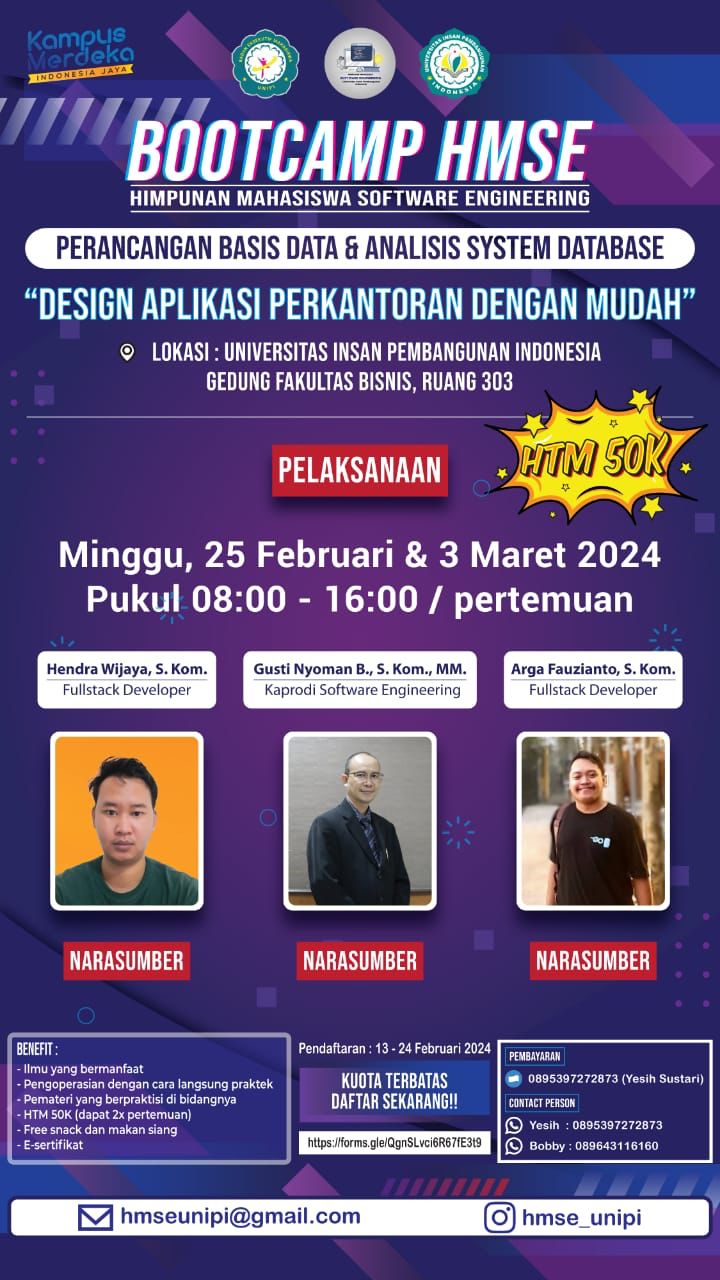 Kampus
Merdeka
INDONESIA JAYA
UNIPI
UNIVERSITAS INSAN PEMBANGUNAN
INDONESIA
BOOTCAMP HMSE
HIMPUNAN MAHASISWA SOFTWARE ENGINEERING
PERANCANGAN BASIS DATA & ANALISIS SYSTEM DATABASE
“DESIGN APLIKASI PERKANTORAN DENGAN MUDAH”
LOKASI : UNIVERSITAS INSAN PEMBANGUNAN INDONESIA
GEDUNG FAKULTAS BISNIS, RUANG 303
HTM 50K
PELAKSANAAN
Minggu, 25 Februari & 3 Maret 2024
Pukul 08:00 - 16:00 / pertemuan
Hendra Wijaya, S. Kom.
Fullstack Developer
Gusti Nyoman B., S. Kom., MM.
Kaprodi Software Engineering
Arga Fauzianto, S. Kom.
Fullstack Developer
GO
NARASUMBER
NARASUMBER
NARASUMBER
BENEFIT :
- Ilmu yang bermanfaat
- Pengoperasian dengan cara langsung praktek
- Pemateri yang berpraktisi di bidangnya
- HTM 50K (dapat 2x pertemuan)
- Free snack dan makan siang
- E-sertifikat
Pendaftaran : 13 - 24 Februari 2024
KUOTA TERBATAS
DAFTAR SEKARANG!!
https://forms.gle/QgnSLvci6R67fE3t9
PEMBAYARAN
0895397272873 (Yesih Sustari)
CONTACT PERSON
Yesih : 0895397272873
Bobby : 089643116160
hmseunipi@gmail.com
hmse_unipi